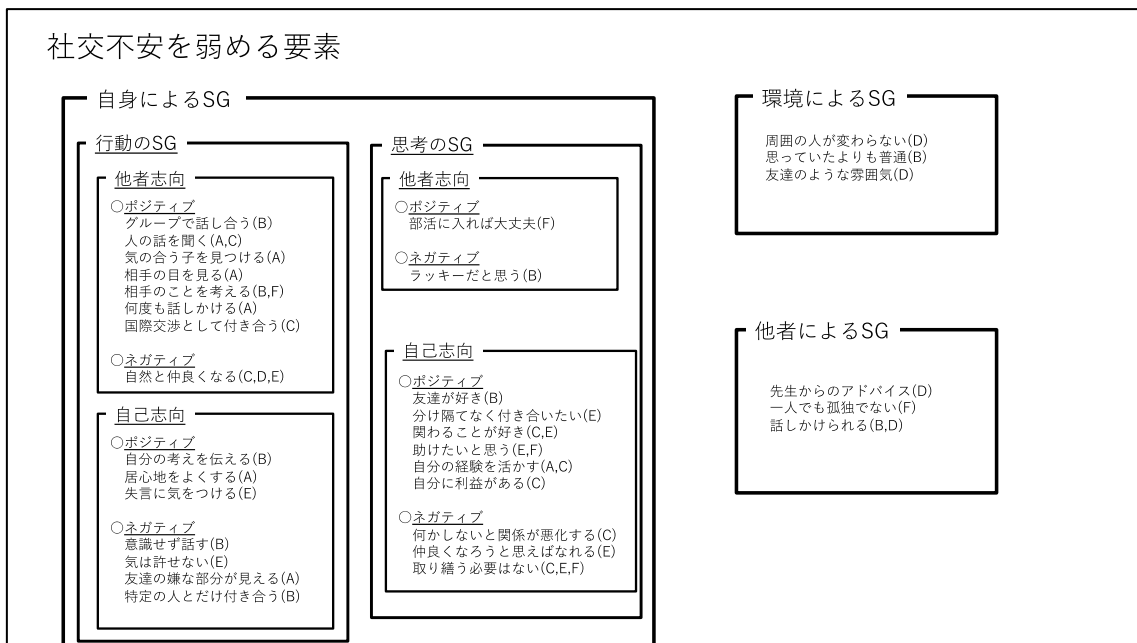 社交不安を弱める要素
自身によるSG
行動のSG
他者志向
○ポジティブ
グループで話し合う(B)
人の話を聞く(A,C)
気の合う子を見つける(A)
相手の目を見る(A)
相手のことを考える(B,F)
何度も話しかける(A)
国際交渉として付き合う(C)
○ネガティブ
自然と仲良くなる(C,D,E)
自己志向
○ポジティブ
自分の考えを伝える(B)
居心地をよくする(A)
失言に気をつける(E)
○ネガティブ
意識せず話す(B)
気は許せない(E)
友達の嫌な部分が見える(A)
特定の人とだけ付き合う(B)
思考のSG
他者志向
○ポジティブ
部活に入れば大丈夫(F)
○ネガティブ
ラッキーだと思う(B)
自己志向
○ポジティブ
友達が好き(B)
分け隔てなく付き合いたい(E)
関わることが好き(C,E)
助けたいと思う(E,F)
自分の経験を活かす(A,C)
自分に利益がある(C)
○ネガティブ
何かしないと関係が悪化する(C)
仲良くなろうと思えばなれる(E)
取り繕う必要はない(C,E,F)
環境によるSG
周囲の人が変わらない(D)
思っていたよりも普通(B)
友達のような雰囲気(D)
他者によるSG
先生からのアドバイス(D)
一人でも孤独でない(F)
話しかけられる(B,D)